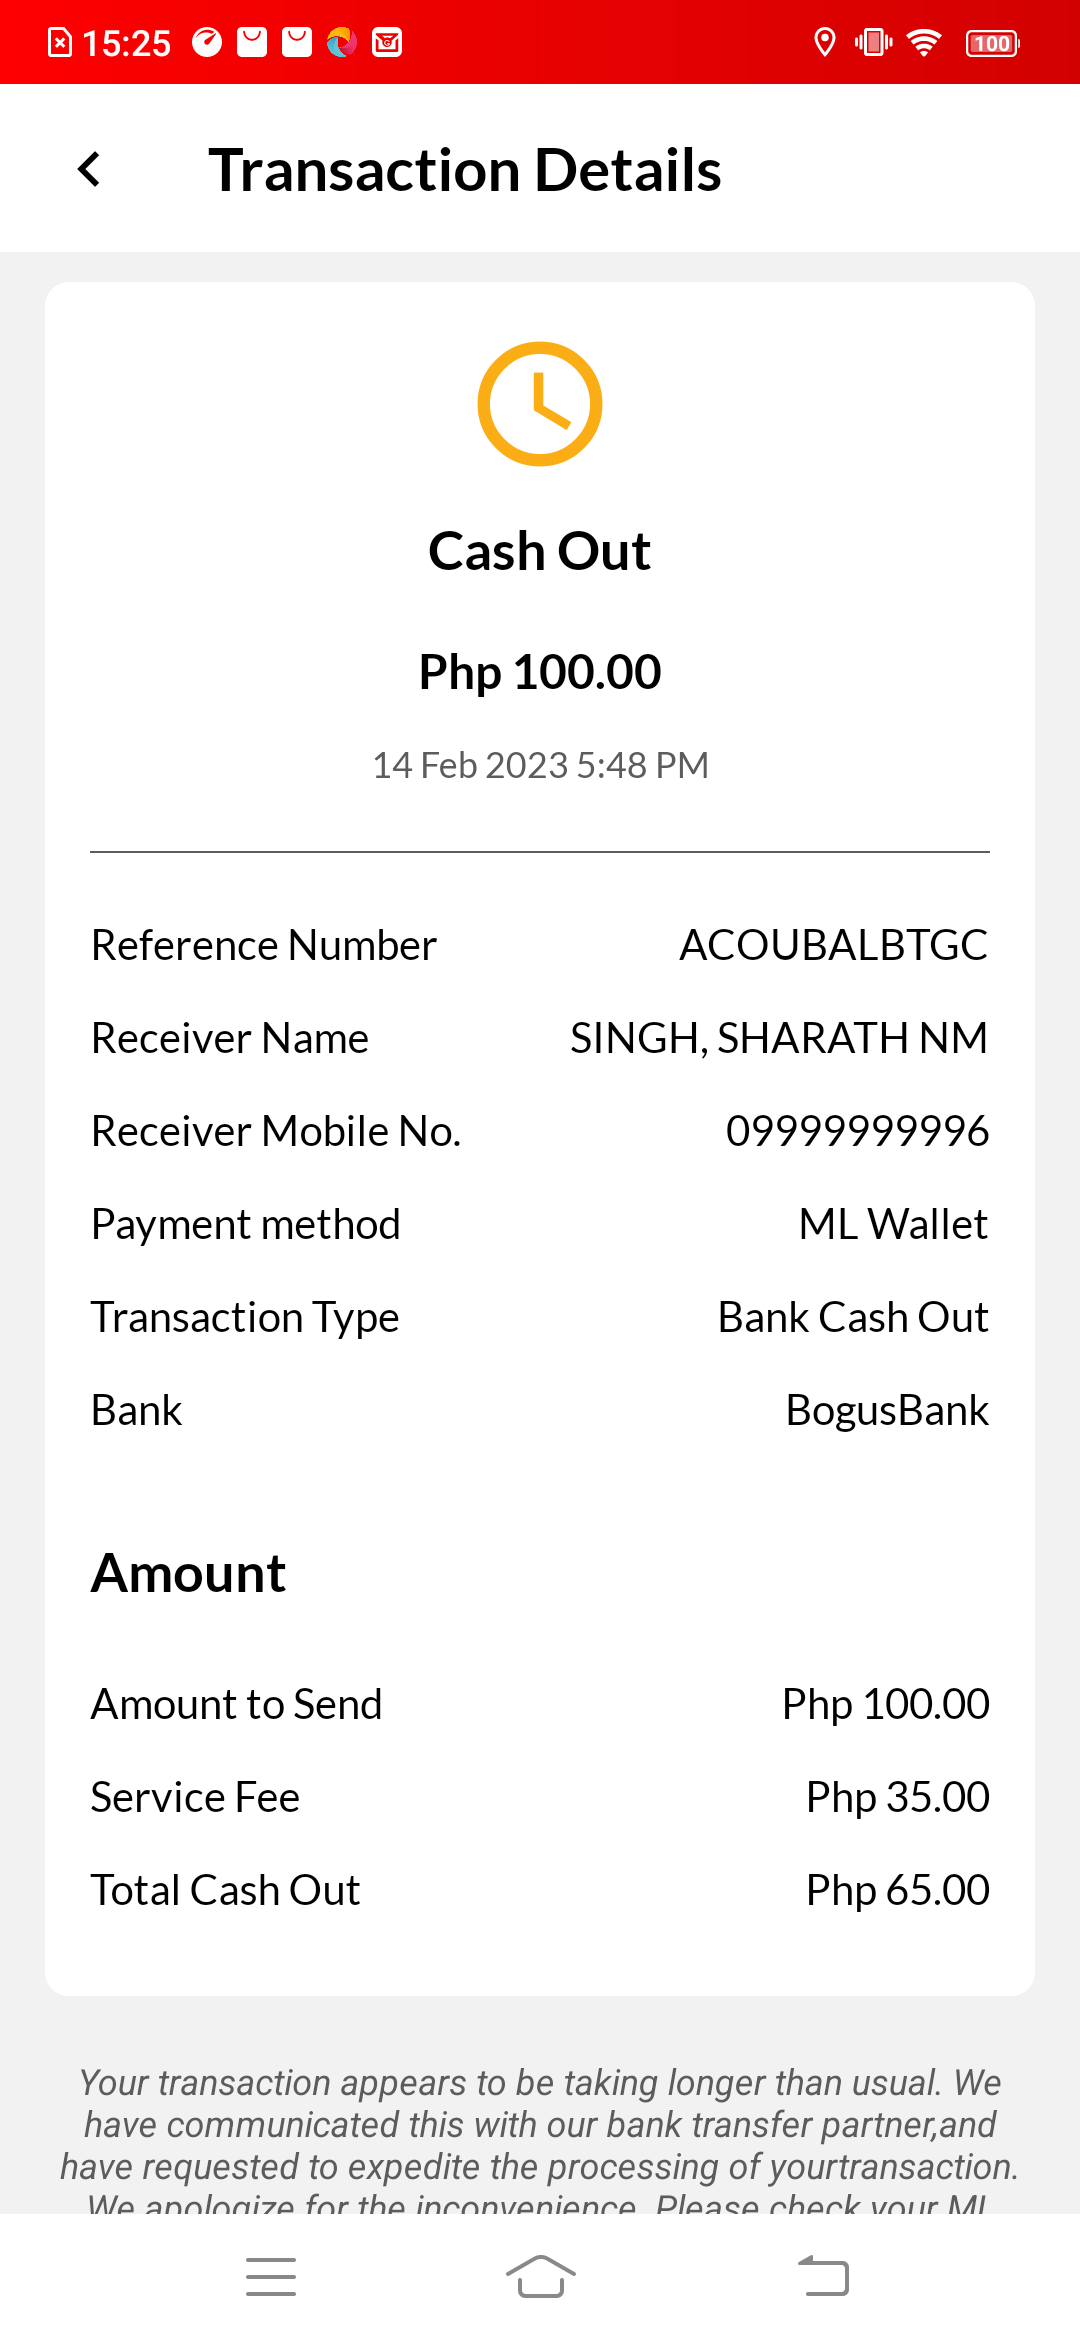 15:25
100
Transaction Details
Cash Out
Php 100.00
14 Feb 2023 5:48 PM
Reference Number ACOUBALBTGC
Receiver Name SINGH, SHARATH NM
Receiver Mobile No. 09999999996
Payment method ML Wallet
Transaction Type Bank Cash Out
Bank BogusBank
Amount
Amount to Send Php 100.00
Service Fee Php 35.00
Total Cash Out Php 65.00
Your transaction appears to be taking longer than usual. We
have communicated this with our bank transfer partner,and
have requested to expedite the processing of yourtransaction.
We apologize for the inconvenience. Please check your ML